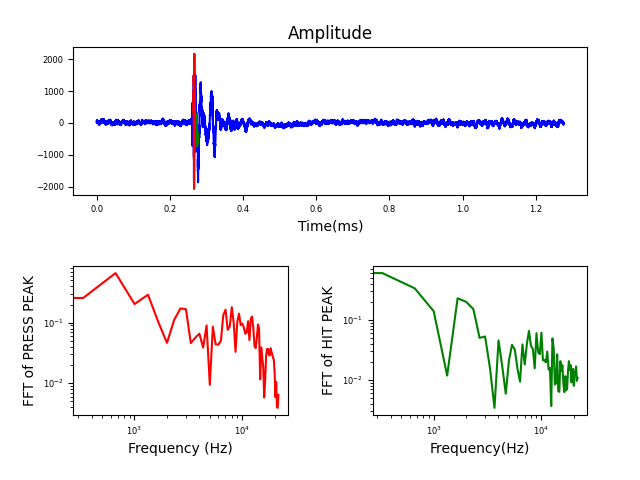 Amplitude
2000
1000
0
−1000
−2000
0.0 0.2 0.4 0.6 0.8 1.0 1.2
Time(ms)
FFT of PRESS PEAK
10⁻¹
10⁻²
10³ 10⁴
Frequency (Hz)
FFT of HIT PEAK
10⁻¹
10⁻²
10³ 10⁴
Frequency(Hz)